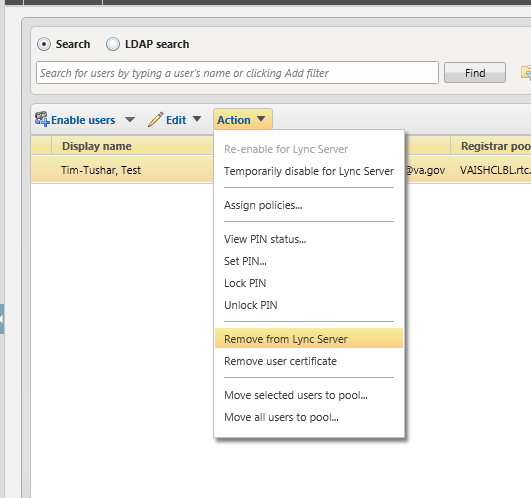 Search LDAP search
Search for users by typing a user's name or clicking Add filter Find
Enable users Edit Action
Display name Registrar poo
Tim-Tushar, Test @va.gov VAISHCLBL.rtc.
Re-enable for Lync Server
Temporarily disable for Lync Server
Assign policies...
View PIN status...
Set PIN...
Lock PIN
Unlock PIN
Remove from Lync Server
Remove user certificate
Move selected users to pool...
Move all users to pool...